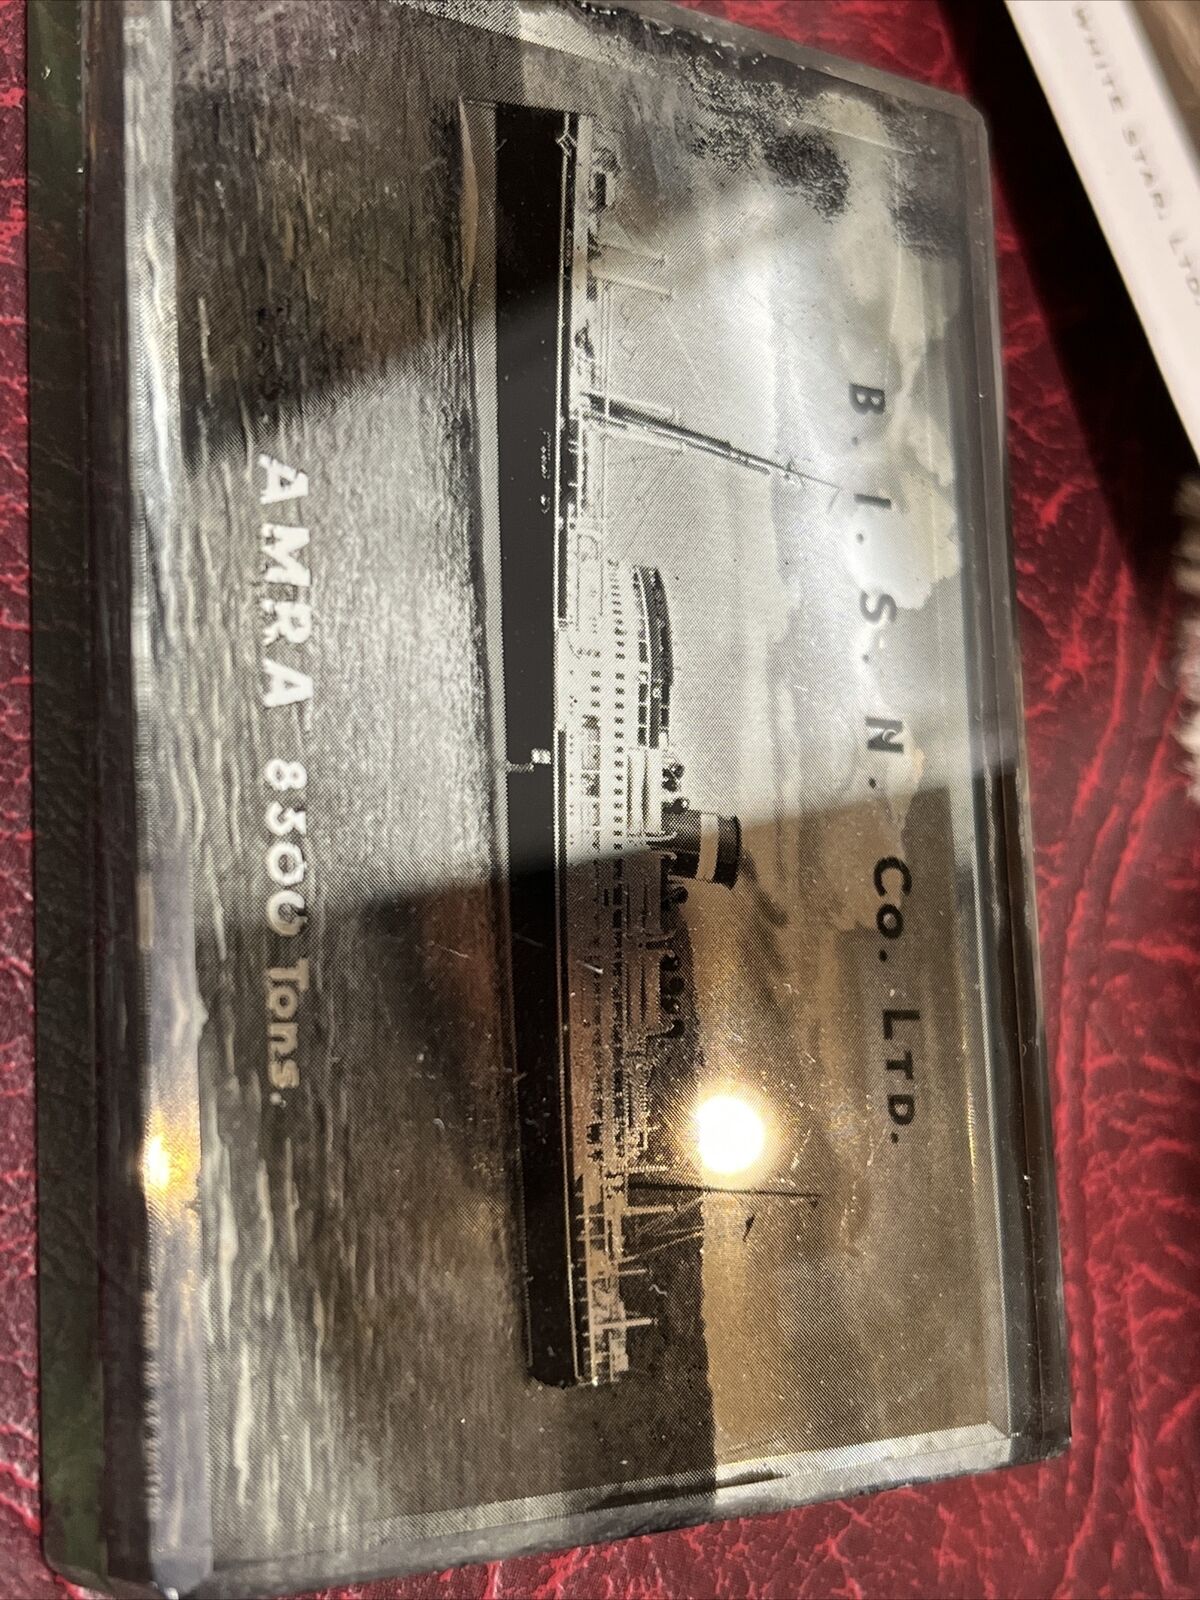 B. I. S. N. Co. LTD.
S.S. AMRA 8300 Tons.
WHITE STAR. LTD